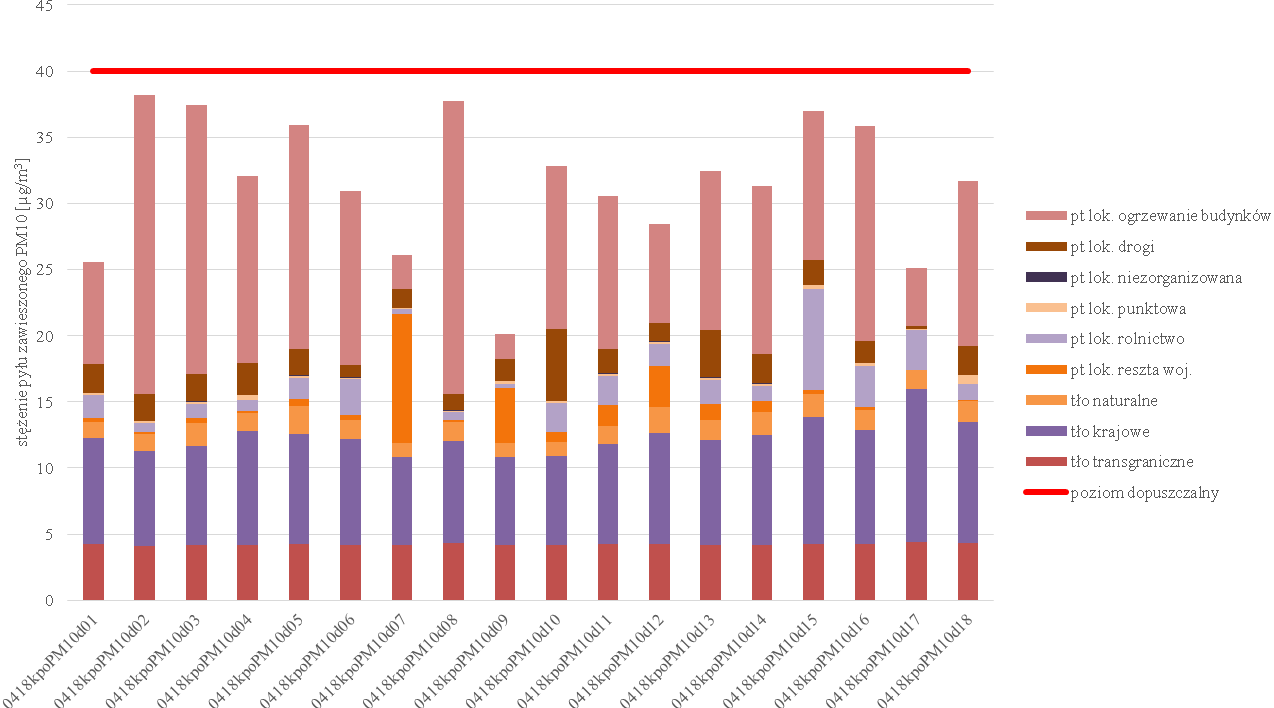 45
40
35
30
25
20
15
10
5
0
stężenie pyłu zawieszonego PM10 [µg/m³]
0418kpoPM10d01
0418kpoPM10d02
0418kpoPM10d03
0418kpoPM10d04
0418kpoPM10d05
0418kpoPM10d06
0418kpoPM10d07
0418kpoPM10d08
0418kpoPM10d09
0418kpoPM10d10
0418kpoPM10d11
0418kpoPM10d12
0418kpoPM10d13
0418kpoPM10d14
0418kpoPM10d15
0418kpoPM10d16
0418kpoPM10d17
0418kpoPM10d18
pt lok. ogrzewanie budynków
pt lok. drogi
pt lok. niezorganizowana
pt lok. punktowa
pt lok. rolnictwo
pt lok. reszta woj.
tło naturalne
tło krajowe
tło transgraniczne
poziom dopuszczalny